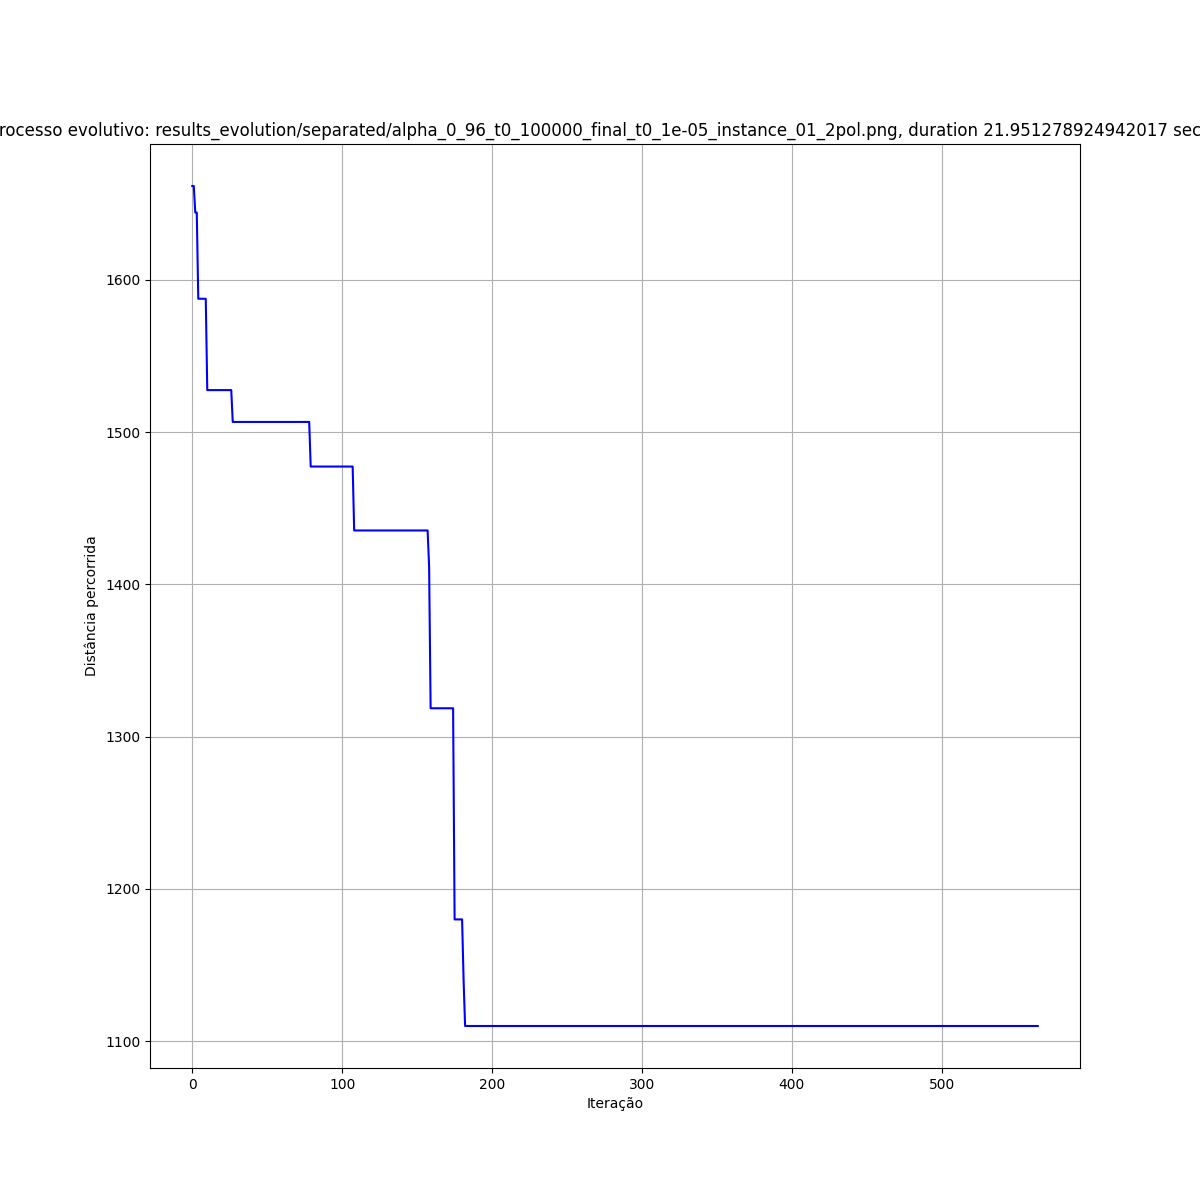 rocesso evolutivo: results_evolution/separated/alpha_0_96_t0_100000_final_t0_1e-05_instance_01_2pol.png, duration 21.951278924942017 sec
1600
1500
1400
1300
1200
1100
Distância percorrida
0 100 200 300 400 500
Iteração